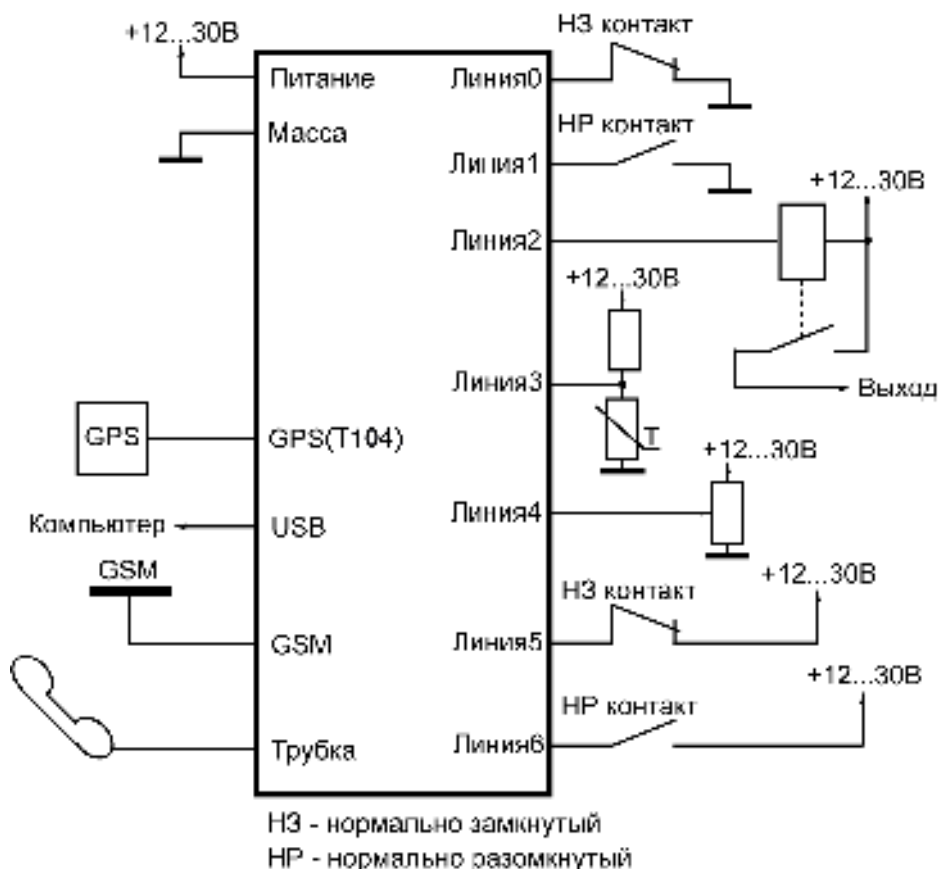 +12...30В
Питание
Масса
GPS
GPS(T104)
Компьютер
USB
GSM
GSM
Трубка
Линия0
НЗ контакт
Линия1
НР контакт
Линия2
+12...30В
Выход
Линия3
+12...30В
T
Линия4
+12...30В
Линия5
НЗ контакт
+12...30В
Линия6
НР контакт
+12...30В
НЗ - нормально замкнутый
НР - нормально разомкнутый